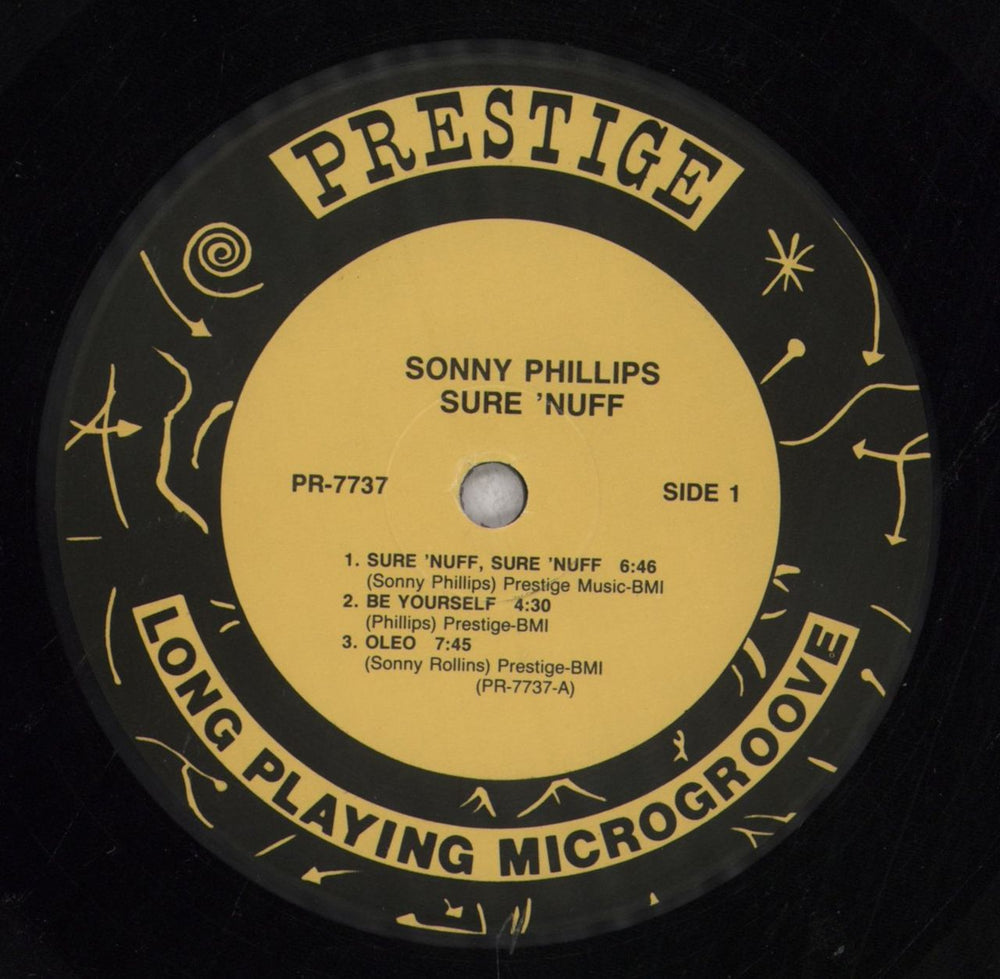 PRESTIGE
SONNY PHILLIPS
SURE 'NUFF
PR-7737
SIDE 1
1. SURE 'NUFF, SURE 'NUFF 6:46
(Sonny Phillips) Prestige Music-BMI
2. BE YOURSELF 4:30
(Phillips) Prestige-BMI
3. OLEO 7:45
(Sonny Rollins) Prestige-BMI
(PR-7737-A)
LONG PLAYING MICROGROOVE